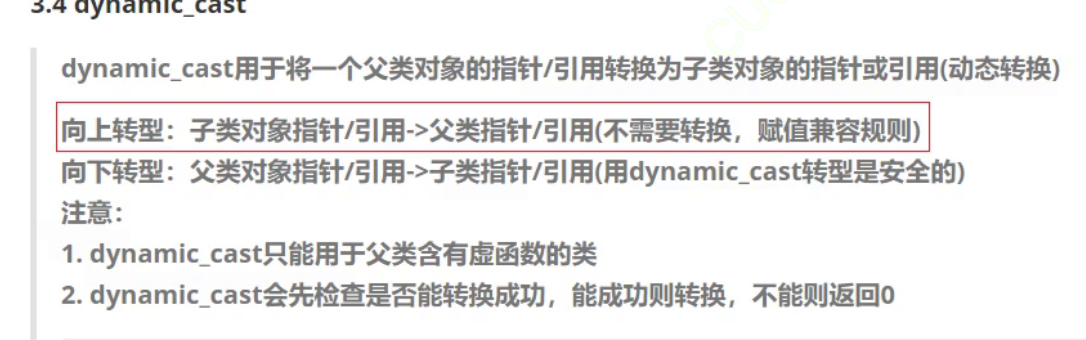 3.4 dynamic_cast
dynamic_cast用于将一个父类对象的指针/引用转换为子类对象的指针或引用(动态转换)
向上转型：子类对象指针/引用->父类指针/引用(不需要转换，赋值兼容规则)
向下转型：父类对象指针/引用->子类指针/引用(用dynamic_cast转型是安全的)
注意：
1. dynamic_cast只能用于父类含有虚函数的类
2. dynamic_cast会先检查是否能转换成功，能成功则转换，不能则返回0